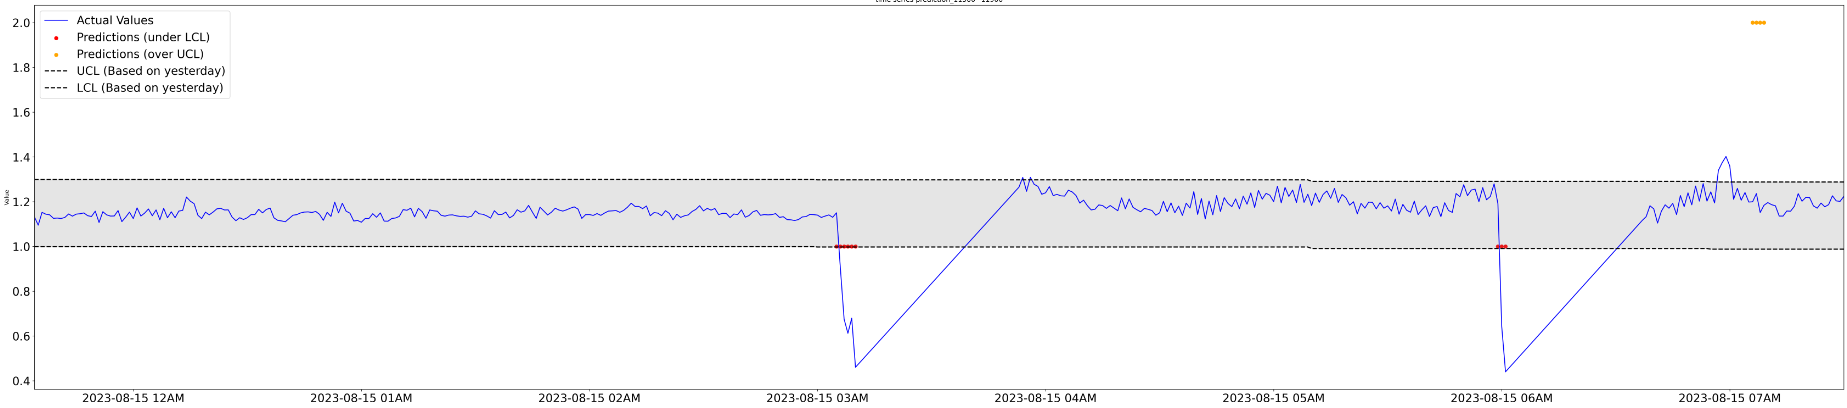 2.0
1.8
1.6
1.4
1.2
1.0
0.8
0.6
0.4
Value
Actual Values
Predictions (under LCL)
Predictions (over UCL)
UCL (Based on yesterday)
LCL (Based on yesterday)
2023-08-15 12AM
2023-08-15 01AM
2023-08-15 02AM
2023-08-15 03AM
2023-08-15 04AM
2023-08-15 05AM
2023-08-15 06AM
2023-08-15 07AM